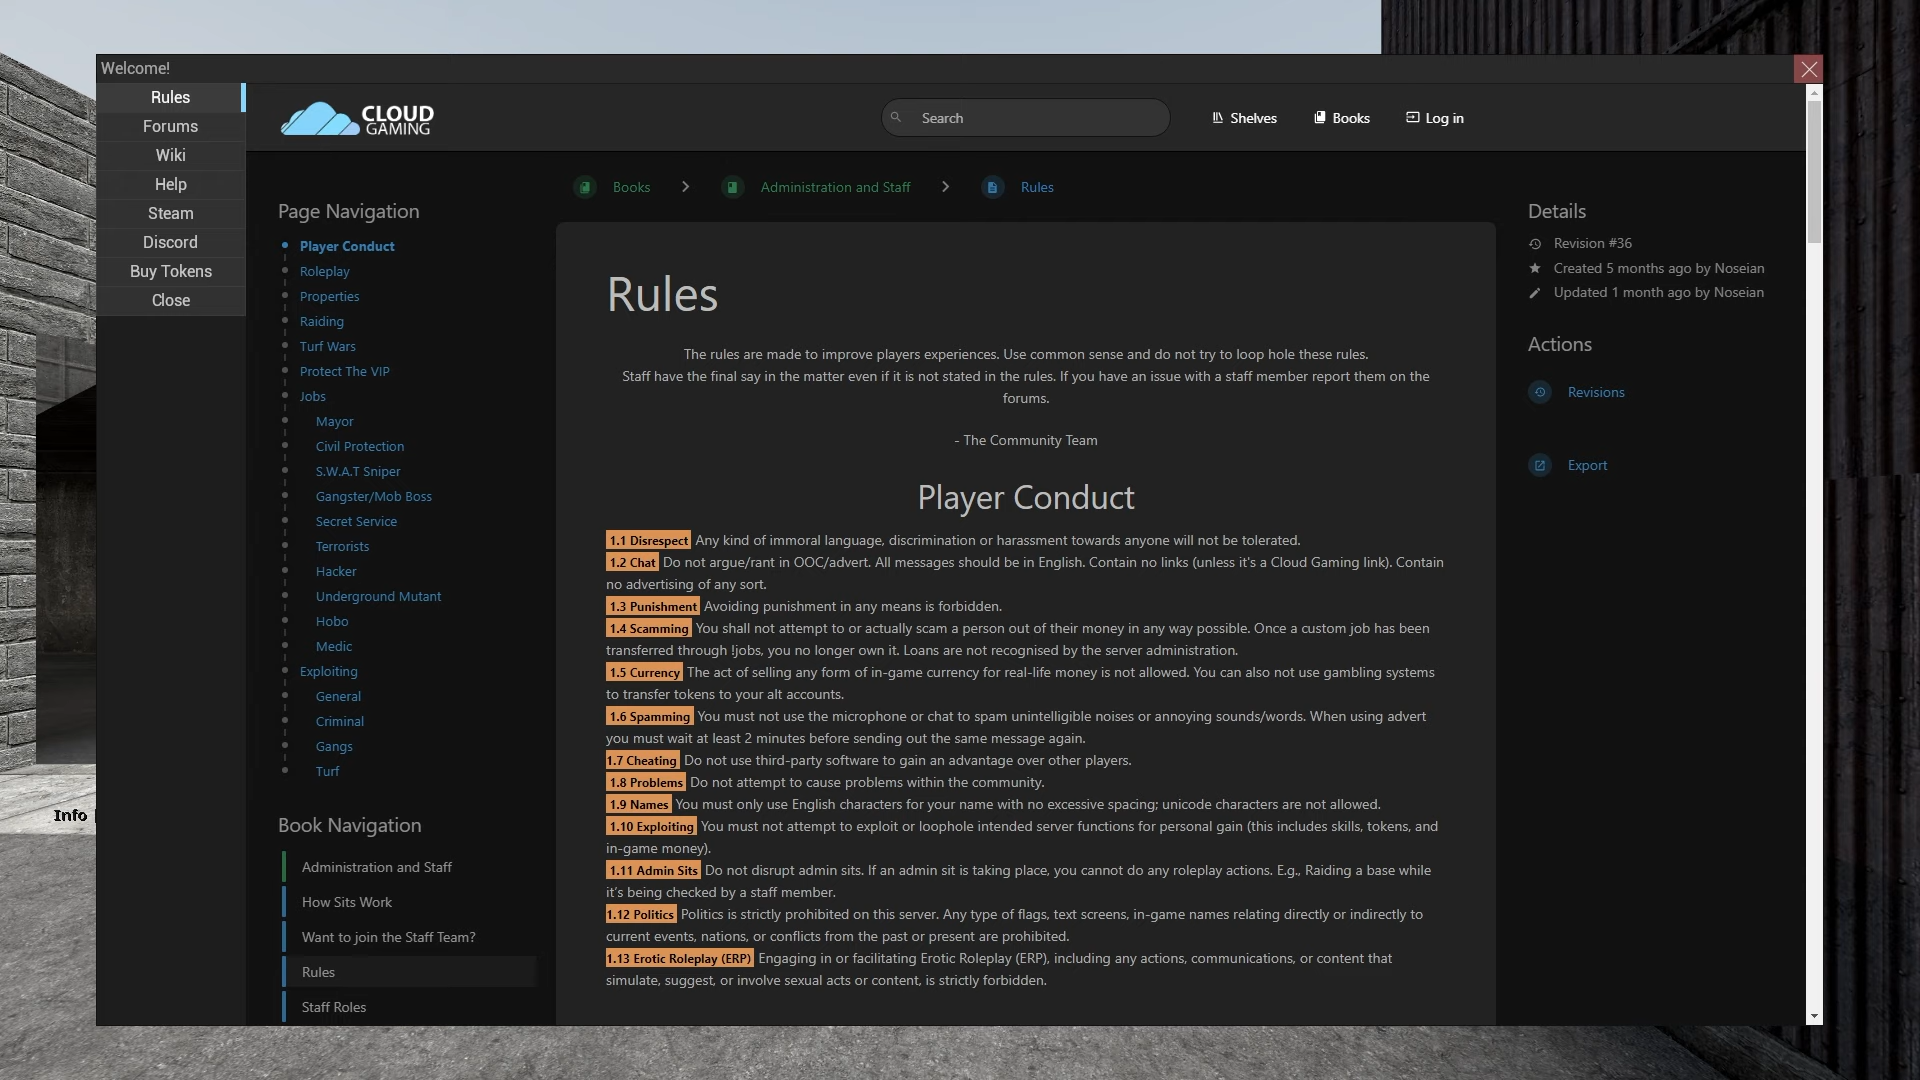 Welcome!
Rules
Forums
Wiki
Help
Steam
Discord
Buy Tokens
Close
CLOUD
GAMING
Search
Shelves
Books
Log in
Books
Administration and Staff
Rules
Page Navigation
Player Conduct
Roleplay
Properties
Raiding
Turf Wars
Protect The VIP
Jobs
Mayor
Civil Protection
S.W.A.T Sniper
Gangster/Mob Boss
Secret Service
Terrorists
Hacker
Underground Mutant
Hobo
Medic
Exploiting
General
Criminal
Gangs
Turf
Book Navigation
Administration and Staff
How Sits Work
Want to join the Staff Team?
Rules
Staff Roles
Rules
The rules are made to improve players experiences. Use common sense and do not try to loop hole these rules.
Staff have the final say in the matter even if it is not stated in the rules. If you have an issue with a staff member report them on the
forums.
- The Community Team
Player Conduct
1.1 Disrespect Any kind of immoral language, discrimination or harassment towards anyone will not be tolerated.
1.2 Chat Do not argue/rant in OOC/advert. All messages should be in English. Contain no links (unless it's a Cloud Gaming link). Contain
no advertising of any sort.
1.3 Punishment Avoiding punishment in any means is forbidden.
1.4 Scamming You shall not attempt to or actually scam a person out of their money in any way possible. Once a custom job has been
transferred through !jobs, you no longer own it. Loans are not recognised by the server administration.
1.5 Currency The act of selling any form of in-game currency for real-life money is not allowed. You can also not use gambling systems
to transfer tokens to your alt accounts.
1.6 Spamming You must not use the microphone or chat to spam unintelligible noises or annoying sounds/words. When using advert
you must wait at least 2 minutes before sending out the same message again.
1.7 Cheating Do not use third-party software to gain an advantage over other players.
1.8 Problems Do not attempt to cause problems within the community.
1.9 Names You must only use English characters for your name with no excessive spacing; unicode characters are not allowed.
1.10 Exploiting You must not attempt to exploit or loophole intended server functions for personal gain (this includes skills, tokens, and
in-game money).
1.11 Admin Sits Do not disrupt admin sits. If an admin sit is taking place, you cannot do any roleplay actions. E.g., Raiding a base while
it’s being checked by a staff member.
1.12 Politics Politics is strictly prohibited on this server. Any type of flags, text screens, in-game names relating directly or indirectly to
current events, nations, or conflicts from the past or present are prohibited.
1.13 Erotic Roleplay (ERP) Engaging in or facilitating Erotic Roleplay (ERP), including any actions, communications, or content that
simulate, suggest, or involve sexual acts or content, is strictly forbidden.
Details
Revision #36
Created 5 months ago by Noseian
Updated 1 month ago by Noseian
Actions
Revisions
Export
Info